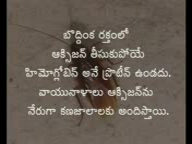 బొద్దింక రక్తంలో
ఆక్సిజన్ తీసుకుపోయే
హిమోగ్లోబిన్ అనే ప్రొటీన్ ఉండదు.
వాయునాళాలు ఆక్సిజన్‌ను
నేరుగా కణజాలాలకు అందిస్తాయి.